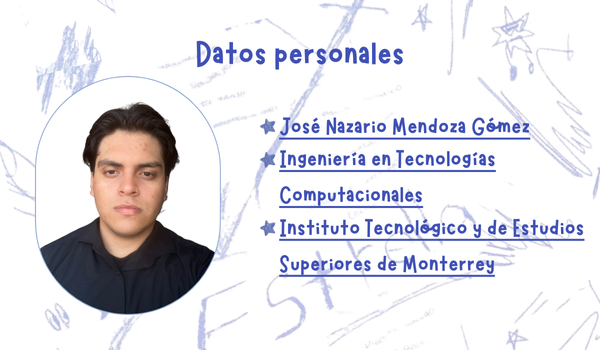 Datos personales
José Nazario Mendoza Gómez
Ingeniería en Tecnologías
Computacionales
Instituto Tecnológico y de Estudios
Superiores de Monterrey